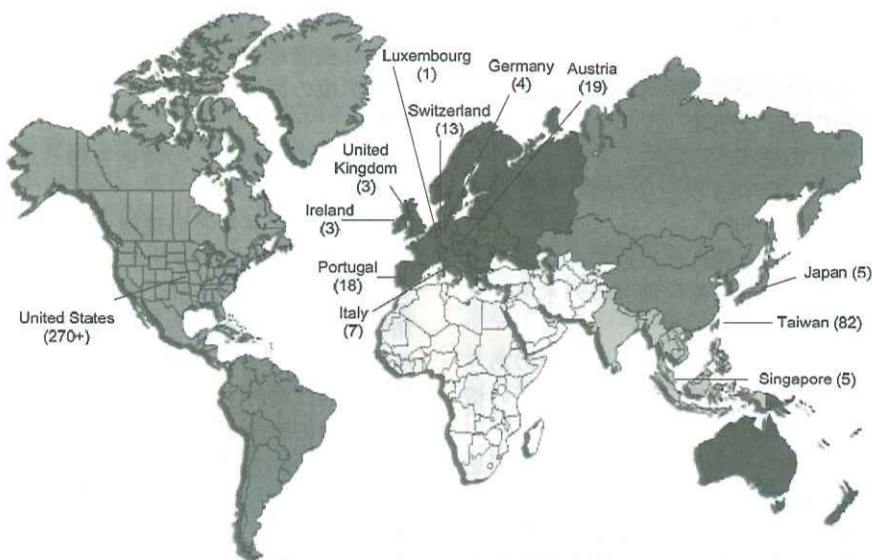 Luxembourg
(1)
Germany
(4)
Austria
(19)
Switzerland
(13)
United
Kingdom
(3)
Ireland
(3)
Portugal
(18)
Italy
(7)
United States
(270+)
Japan (5)
Taiwan (82)
Singapore (5)